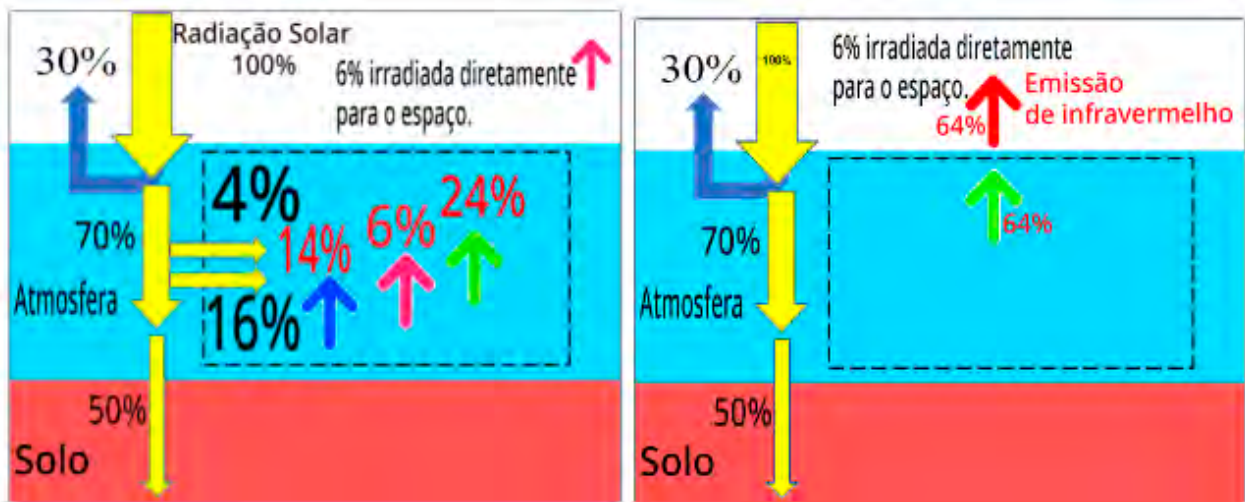 Radiação Solar
100%
30%
6% irradiada diretamente
para o espaço.
4%
14%
6%
24%
70%
16%
Atmosfera
50%
Solo
100%
30%
6% irradiada diretamente
para o espaço.
Emissão
de infravermelho
64%
64%
70%
Atmosfera
50%
Solo